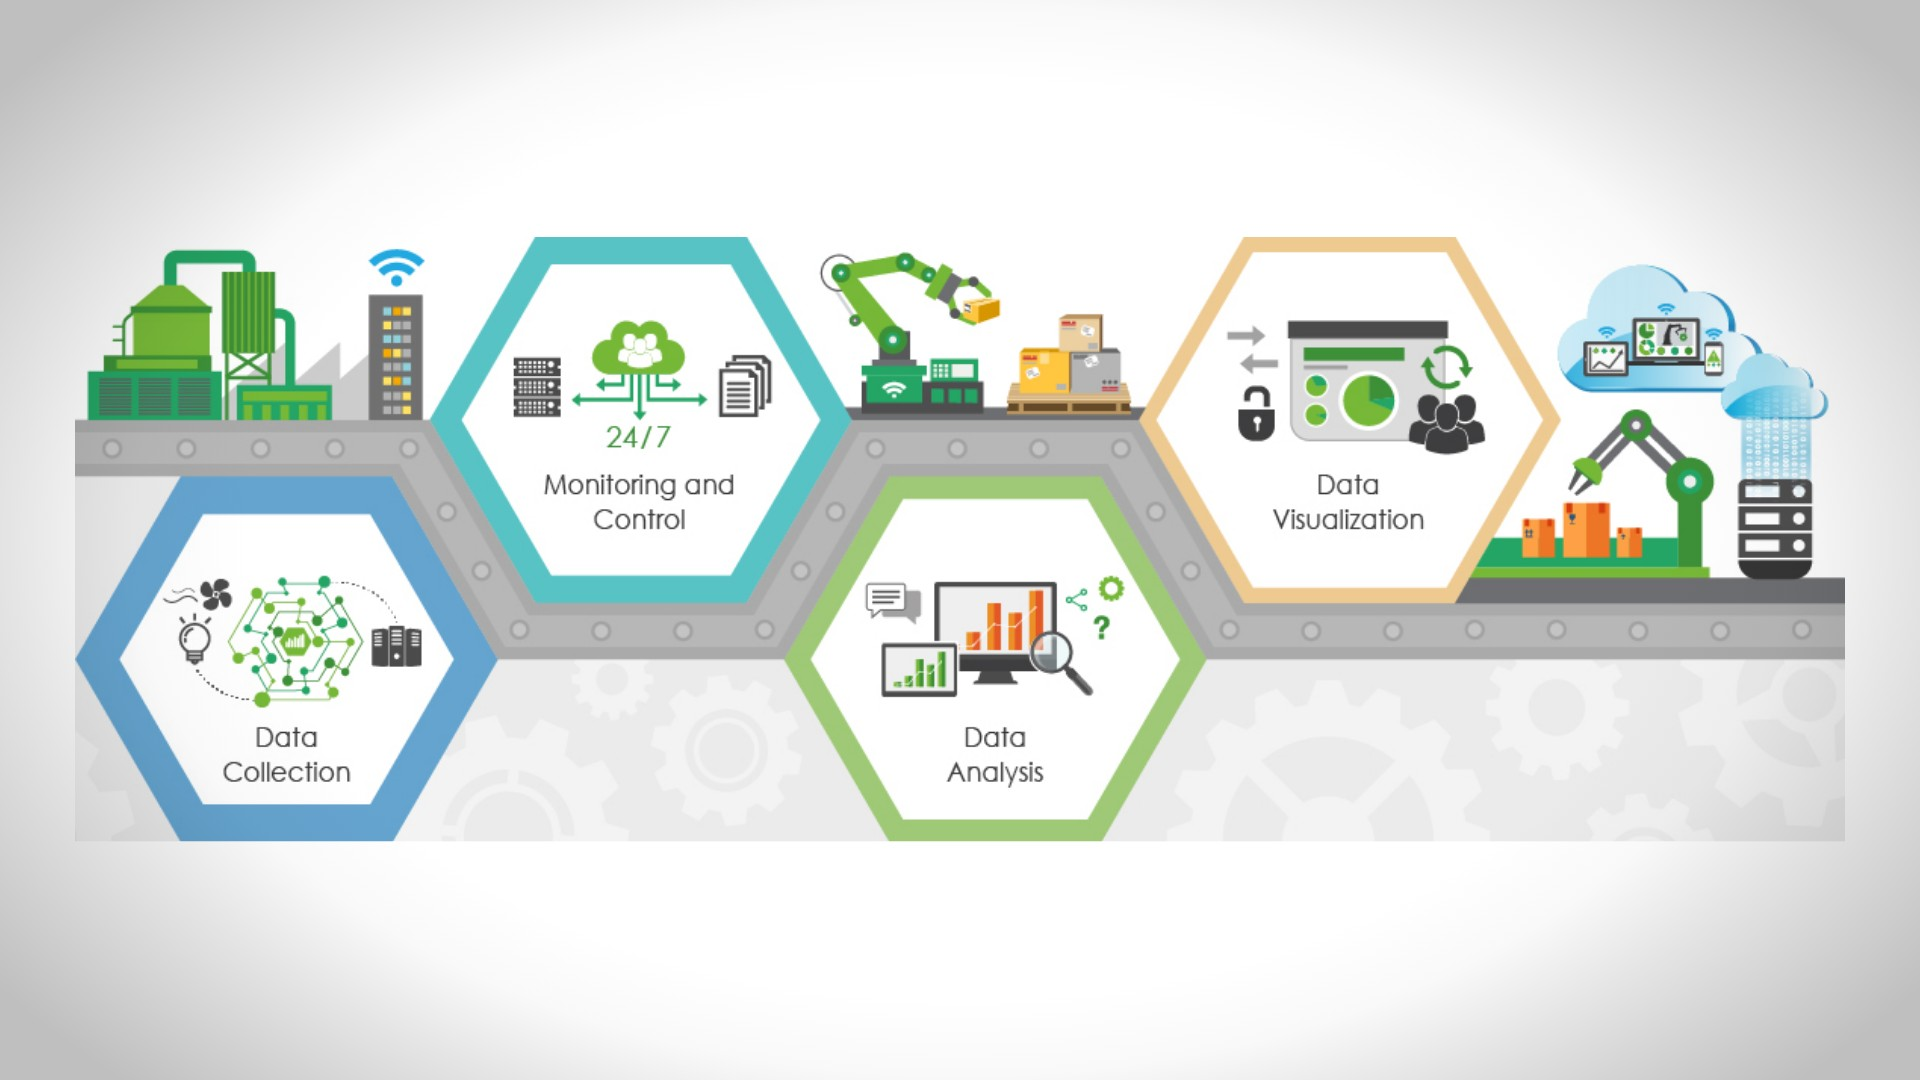 24/7
Monitoring and
Control
Data
Visualization
Data
Collection
Data
Analysis
?